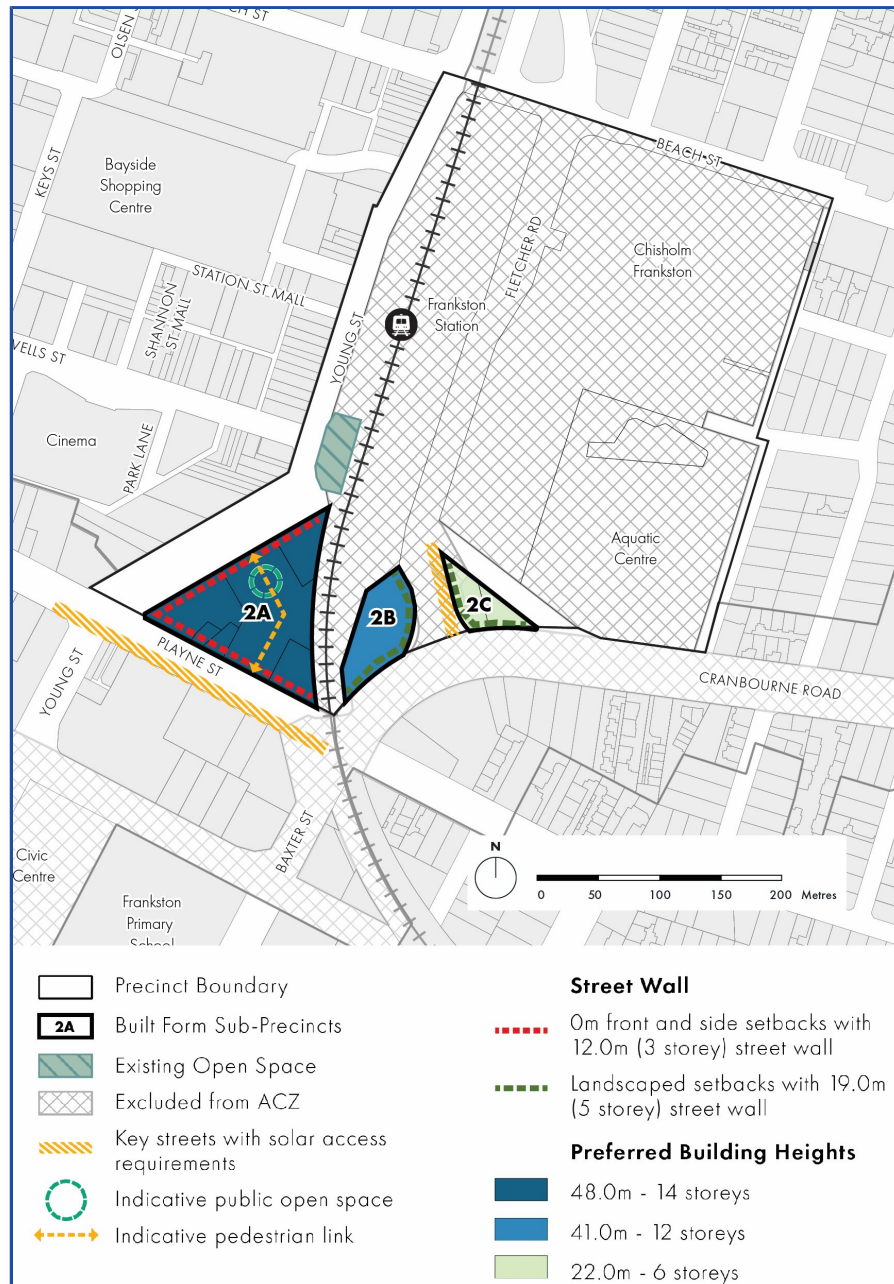 OLSEN
CH ST
KEYS ST
Bayside
Shopping
Centre
BEACH ST
FLETCHER RD
Chisholm
Frankston
STATION ST MALL
SHANNON
ST MALL
Frankston
Station
YOUNG ST
WELLS ST
Cinema
PARK LANE
Aquatic
Centre
2A
2B
2C
PLAYNE ST
YOUNG ST
CRANBOURNE ROAD
BAXTER ST
Civic
Centre
Frankston
Primary
School
N
0 50 100 150 200 Metres
Precinct Boundary
2A Built Form Sub-Precincts
Existing Open Space
Excluded from ACZ
Key streets with solar access
requirements
Indicative public open space
Indicative pedestrian link
Street Wall
0m front and side setbacks with
12.0m (3 storey) street wall
Landscaped setbacks with 19.0m
(5 storey) street wall
Preferred Building Heights
48.0m - 14 storeys
41.0m - 12 storeys
22.0m - 6 storeys